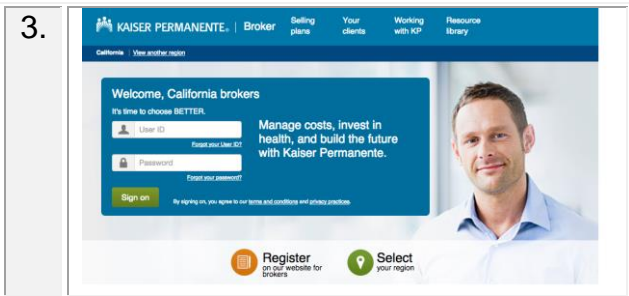 3.
KAISER PERMANENTE® | Broker
Selling plans
Your clients
Working with KP
Resource library
California | View another region
Welcome, California brokers
It's time to choose BETTER.
User ID
Forgot your User ID?
Password
Forgot your password?
Sign on
By signing on, you agree to our terms and conditions and privacy practices.
Manage costs, invest in
health, and build the future
with Kaiser Permanente.
Register
on our website for
brokers
Select
your region